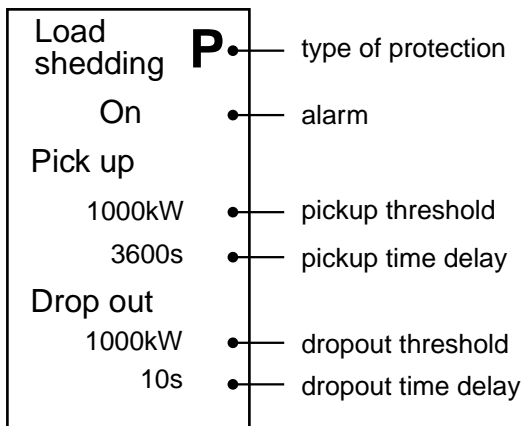 Load
shedding P type of protection
On alarm
Pick up
1000kW pickup threshold
3600s pickup time delay
Drop out
1000kW dropout threshold
10s dropout time delay